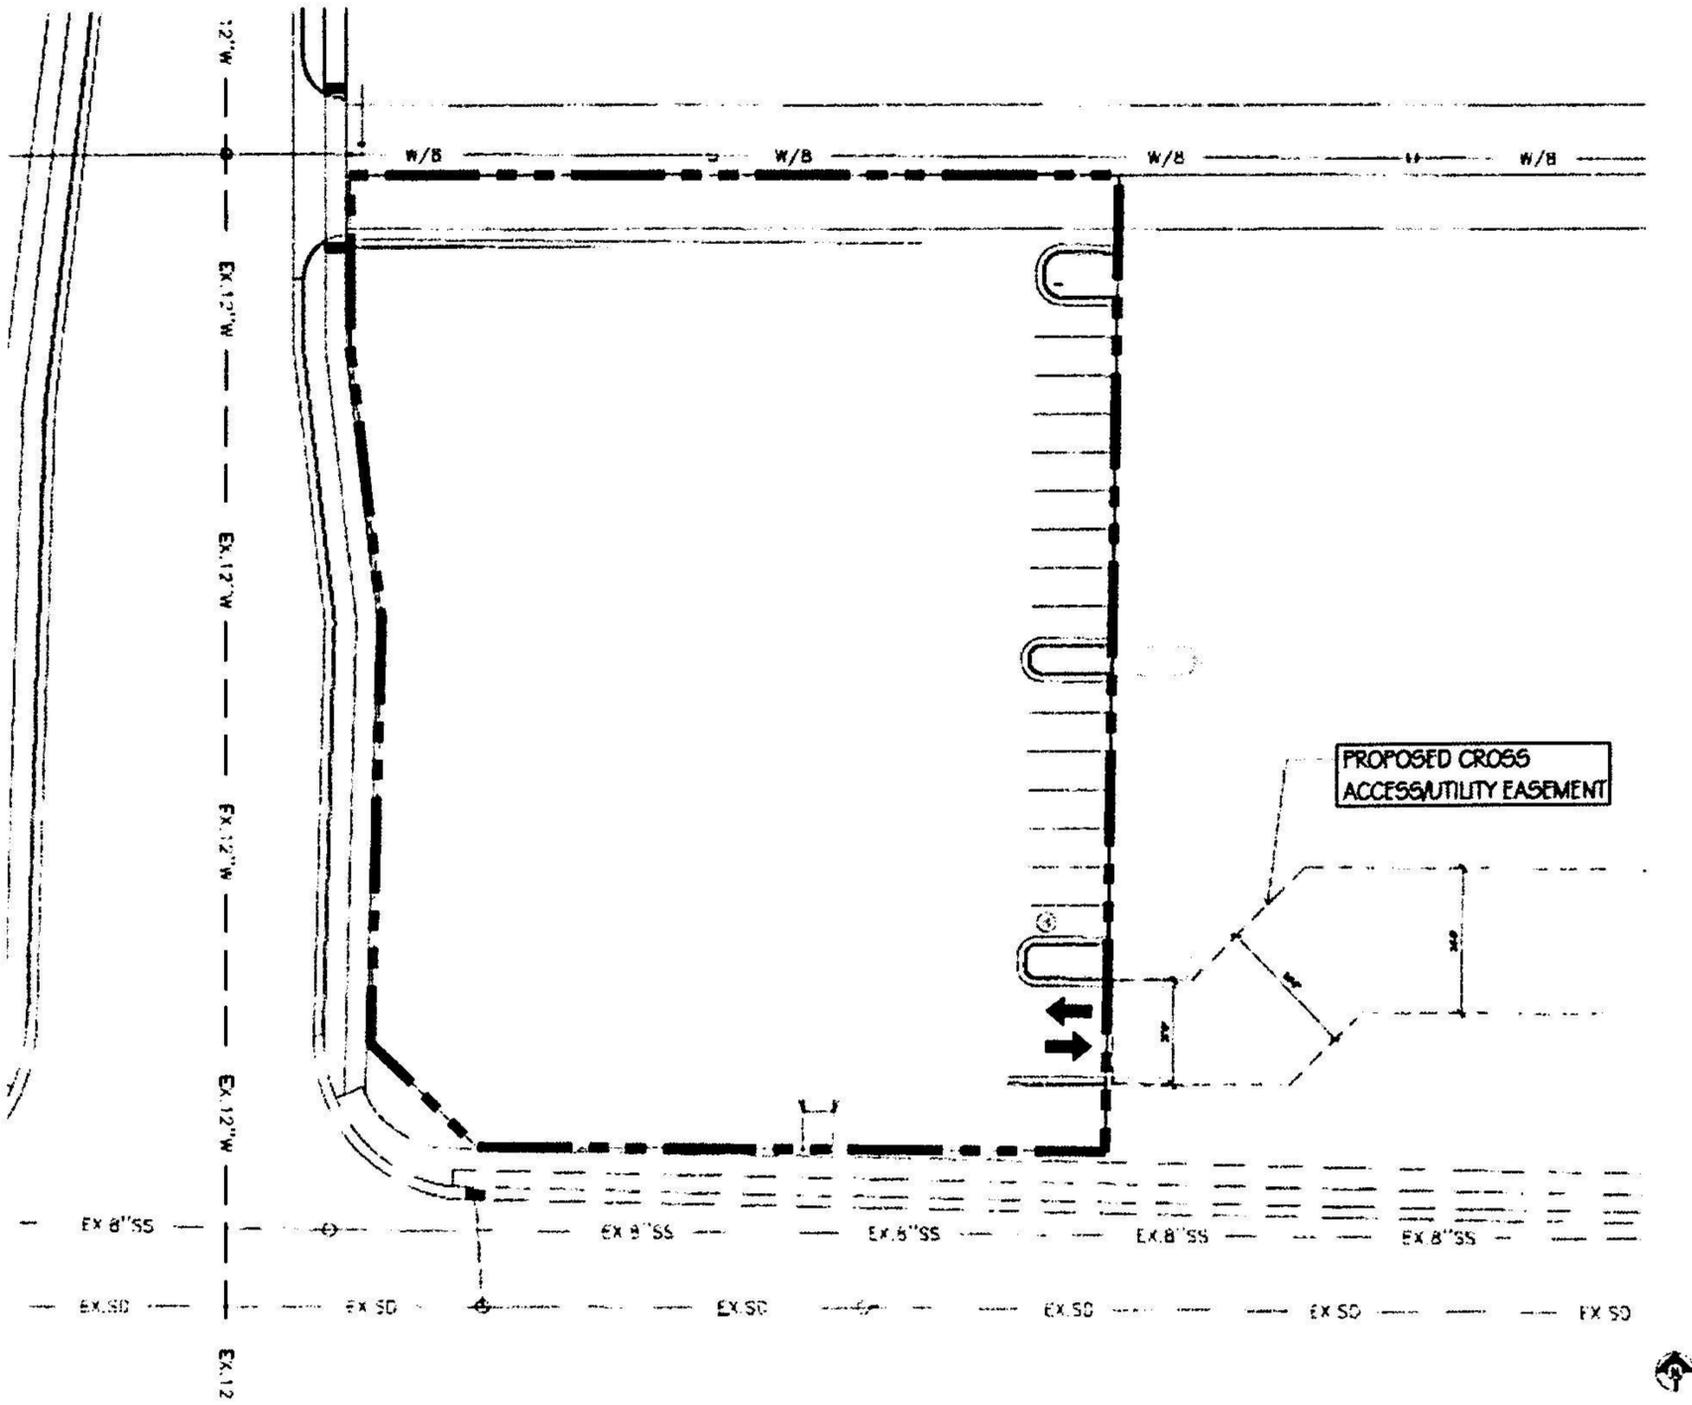 12"W
W/8
W/8
W/8
W/8
EX.12"W
EX.12"W
PROPOSED CROSS
ACCESS/UTILITY EASEMENT
EX.12"W
EX.12"W
EX 8"SS
EX 8"SS
EX.8"SS
EX.8"SS
EX.8"SS
EX.SD
EX SD
EX.SD
EX.SD
EX SD
EX SD
EX.12
N